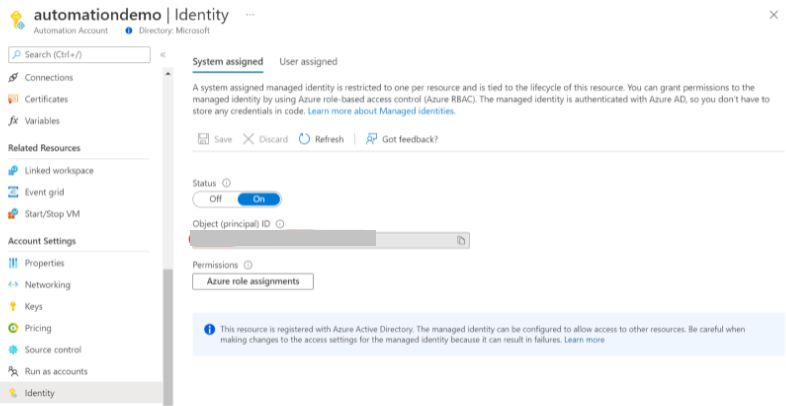 automationdemo | Identity ...
Automation Account
Directory: Microsoft
Search (Ctrl+/)
«
Connections
Certificates
fx Variables
Related Resources
Linked workspace
Event grid
Start/Stop VM
Account Settings
Properties
Networking
Keys
Pricing
Source control
Run as accounts
Identity
System assigned
User assigned
A system assigned managed identity is restricted to one per resource and is tied to the lifecycle of this resource. You can grant permissions to the
managed identity by using Azure role-based access control (Azure RBAC). The managed identity is authenticated with Azure AD, so you don't have to
store any credentials in code. Learn more about Managed identities.
Save
Discard
Refresh
Got feedback?
Status
Off
On
Object (principal) ID
Permissions
Azure role assignments
This resource is registered with Azure Active Directory. The managed identity can be configured to allow access to other resources. Be careful when
making changes to the access settings for the managed identity because it can result in failures. Learn more